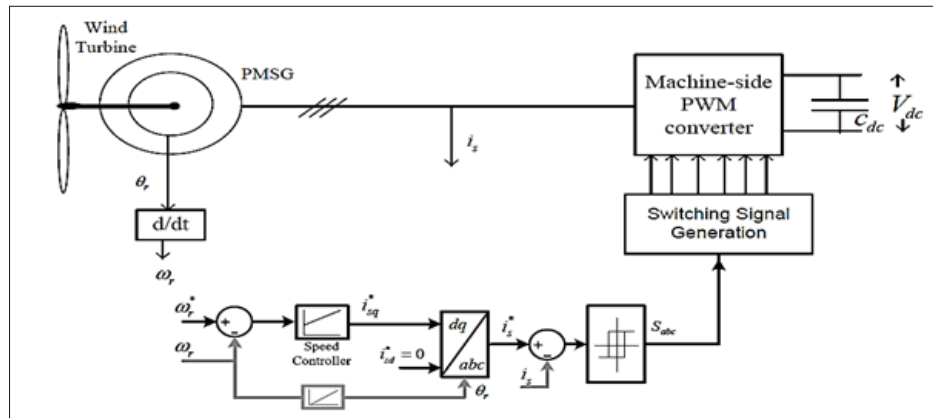 Wind
Turbine
PMSG
Machine-side
PWM
converter
C_dc
V_dc
i_s
θ_r
d/dt
ω_r
Switching Signal
Generation
ω_r^*
+
-
i_sq^*
Speed
Controller
i_sd^* = 0
dq
abc
i_s^*
+
-
S_abc
ω_r
θ_r
i_s